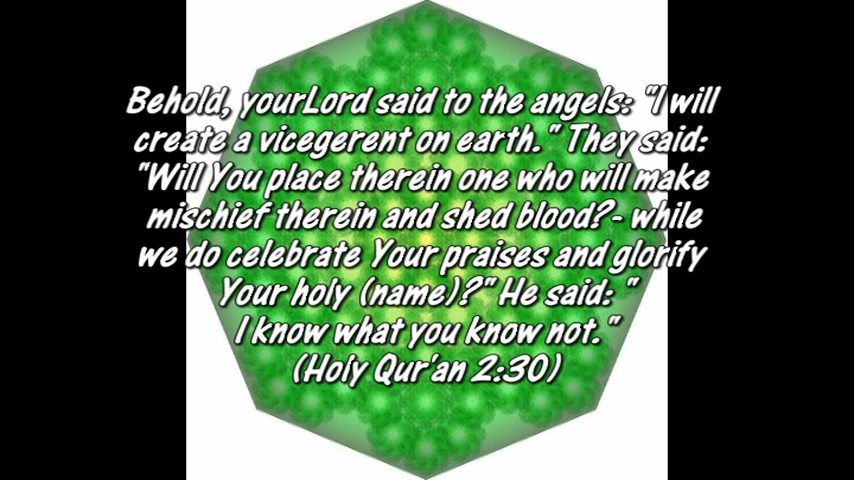 Behold, yourLord said to the angels: "I will
create a vicegerent on earth." They said:
"Will You place therein one who will make
mischief therein and shed blood?- while
we do celebrate Your praises and glorify
Your holy (name)?" He said: "
I know what you know not."
(Holy Qur'an 2:30)